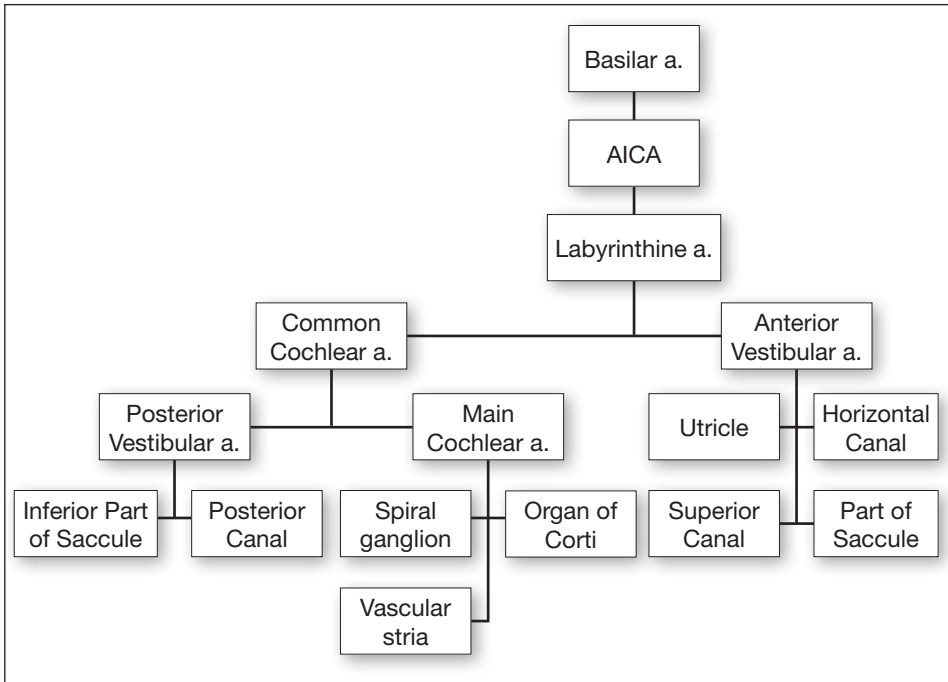 Basilar a.
AICA
Labyrinthine a.
Common
Cochlear a.
Anterior
Vestibular a.
Posterior
Vestibular a.
Main
Cochlear a.
Utricle
Horizontal
Canal
Inferior Part
of Saccule
Posterior
Canal
Spiral
ganglion
Organ of
Corti
Superior
Canal
Part of
Saccule
Vascular
stria